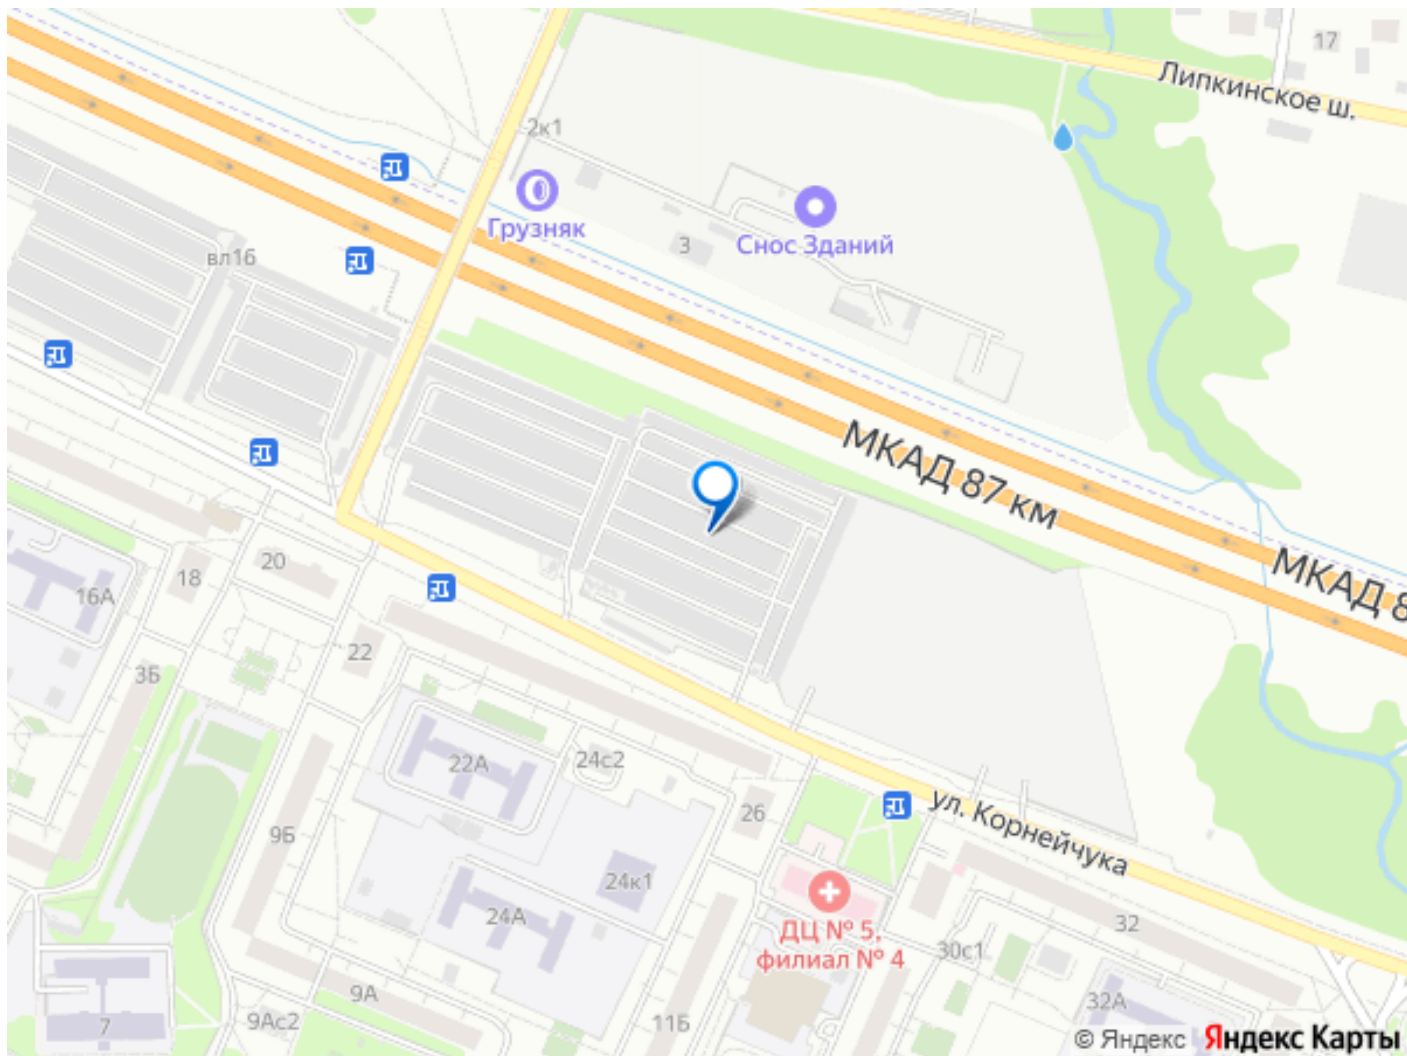 17
Липкинское ш.
2к1
Грузняк
3
Снос Зданий
вл16
МКАД 87 км
МКАД 8
16А
18
20
22
3Б
22А
24с2
26
ул. Корнейчука
9Б
24к1
24А
ДЦ № 5,
филиал № 4
32
30с1
9А
9Ас2
11Б
32А
7
© Яндекс Яндекс Карты